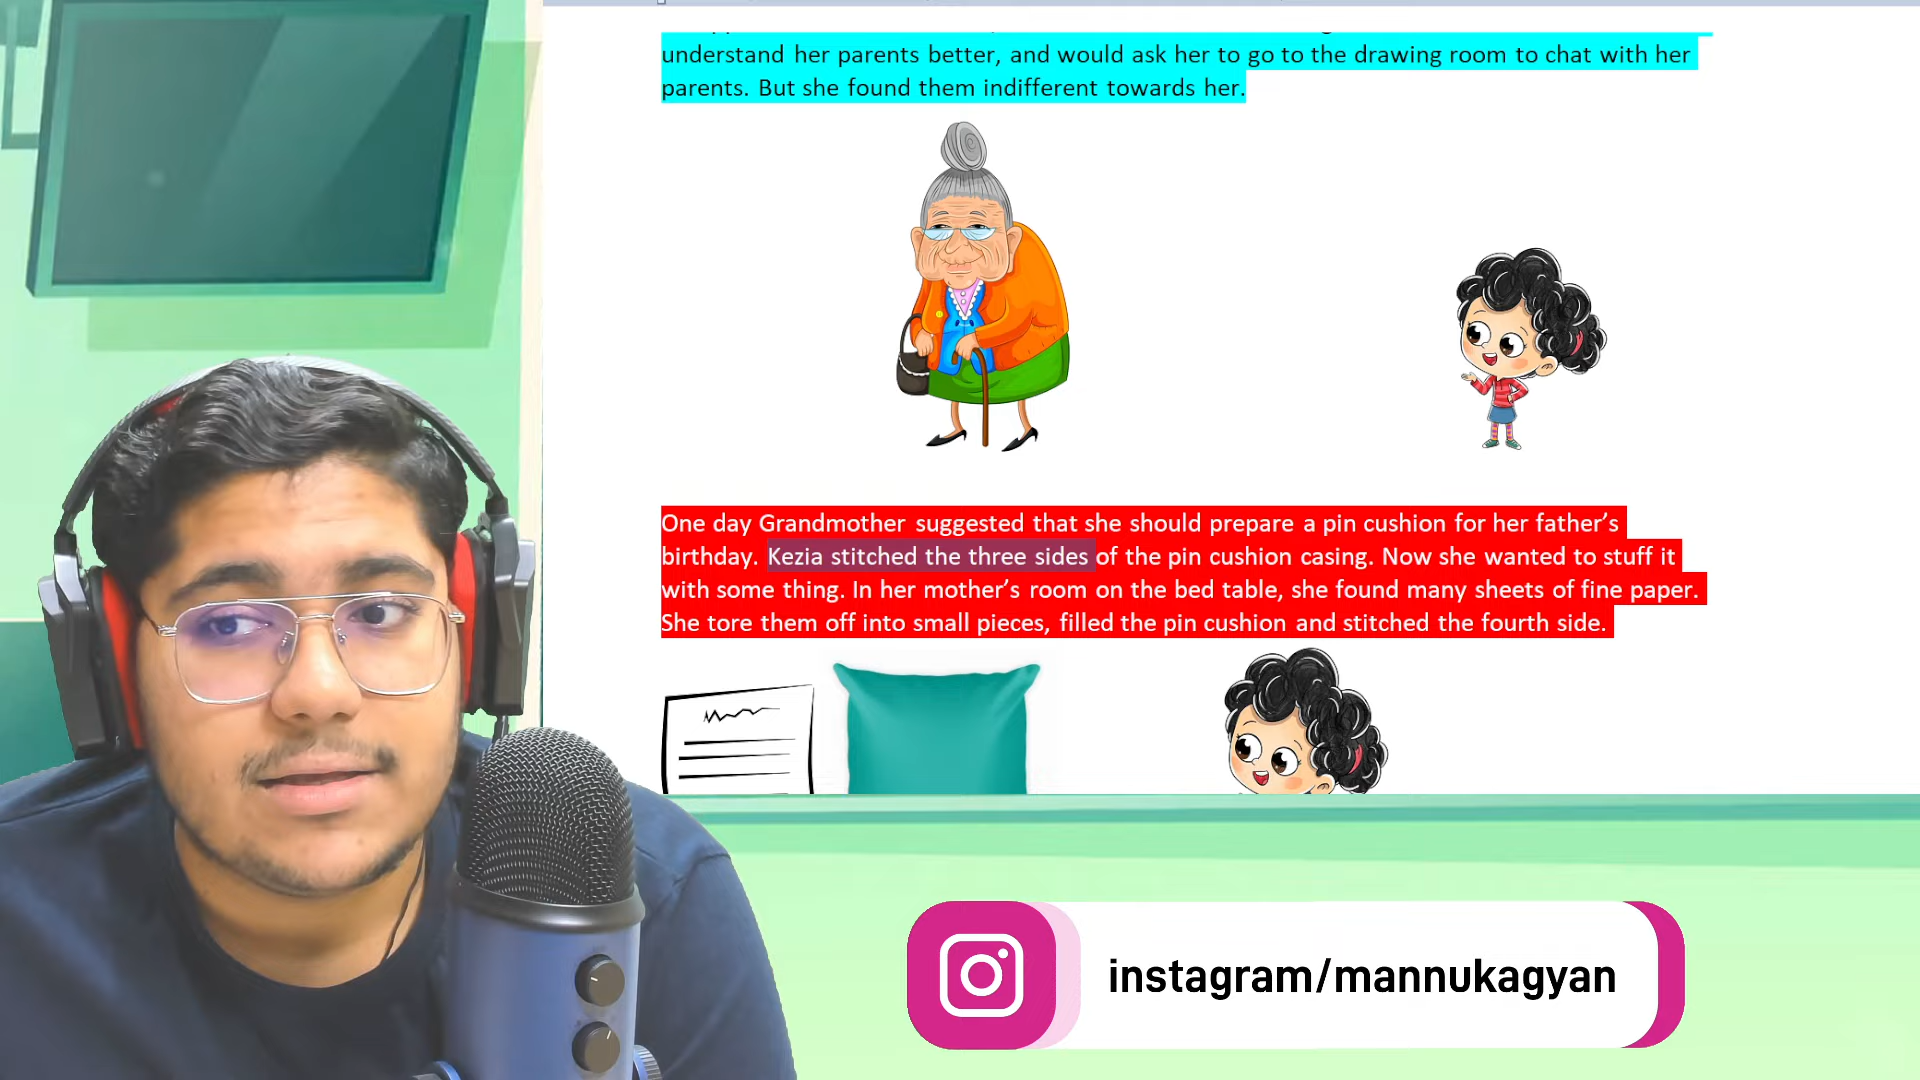 understand her parents better, and would ask her to go to the drawing room to chat with her
parents. But she found them indifferent towards her.
One day Grandmother suggested that she should prepare a pin cushion for her father’s
birthday. Kezia stitched the three sides of the pin cushion casing. Now she wanted to stuff it
with some thing. In her mother’s room on the bed table, she found many sheets of fine paper.
She tore them off into small pieces, filled the pin cushion and stitched the fourth side.
instagram/mannukagyan